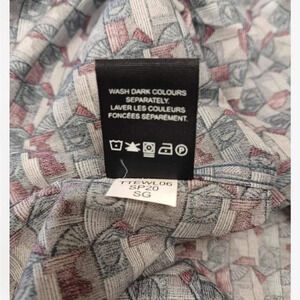 WASH DARK COLOURS
SEPARATELY.
LAVER LES COULEURS
FONCÉES SÉPARÉMENT.
P
TTEWL06
SP20
SG